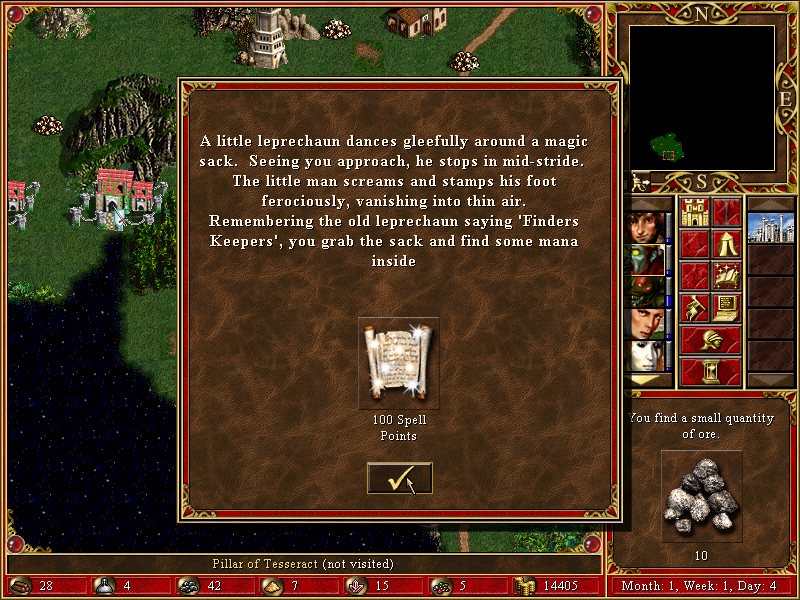 N
E
S
A little leprechaun dances gleefully around a magic
sack. Seeing you approach, he stops in mid-stride.
The little man screams and stamps his foot
ferociously, vanishing into thin air.
Remembering the old leprechaun saying 'Finders
Keepers', you grab the sack and find some mana
inside
100 Spell
Points
You find a small quantity
of ore.
10
Pillar of Tesseract (not visited)
28 4 42 7 15 5 14405 Month: 1, Week: 1, Day: 4